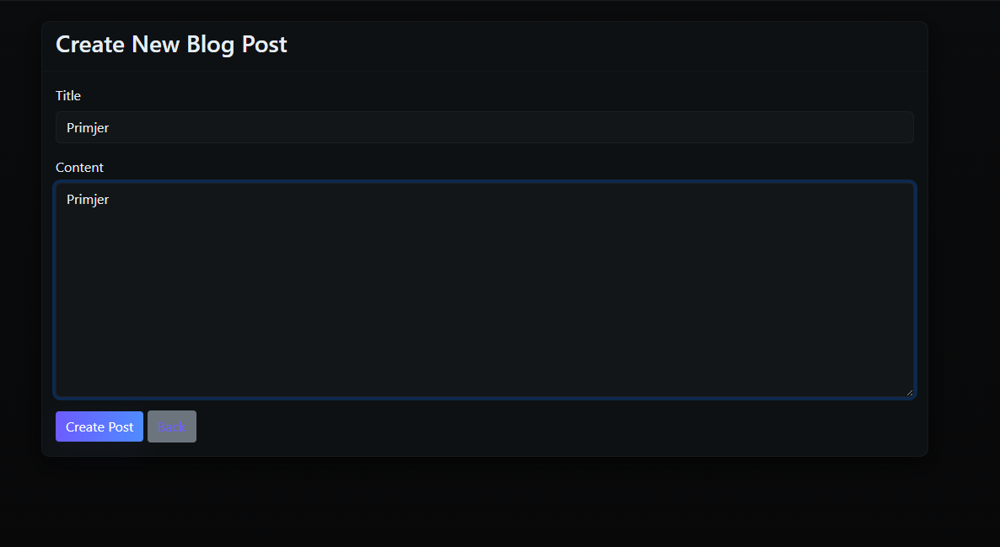 Create New Blog Post
Title
Primjer
Content
Primjer
Create Post
Back